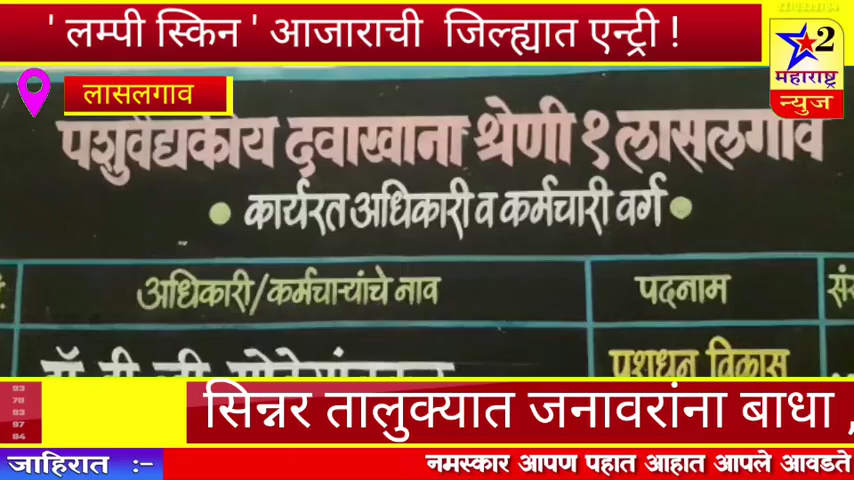 ' लम्पी स्किन ' आजाराची जिल्ह्यात एन्ट्री !
2
महाराष्ट्र
न्युज
लासलगाव
पशुवैद्यकीय दवाखाना श्रेणी १ लासलगाव
• कार्यरत अधिकारी व कर्मचारी वर्ग •
अधिकारी/कर्मचाऱ्यांचे नाव पदनाम
पशुधन विकास
सिन्नर तालुक्यात जनावरांना बाधा ,
जाहिरात :-
नमस्कार आपण पहात आहात आपले आवडते